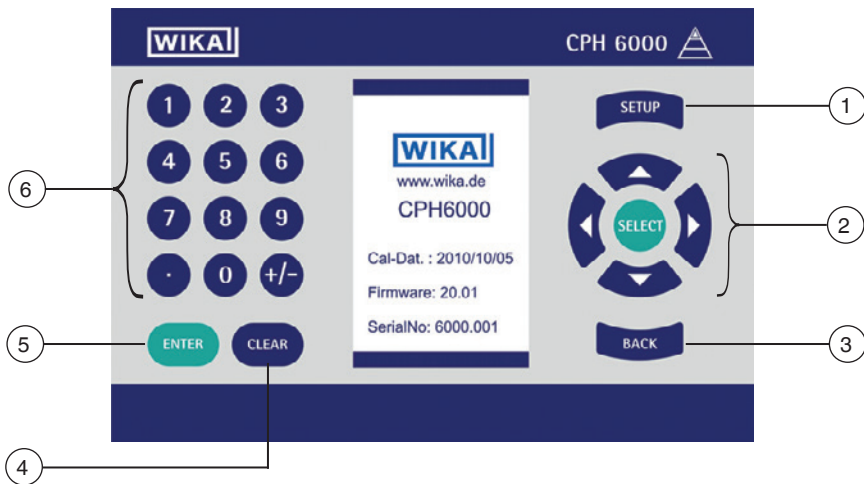 WIKA
CPH 6000
1 2 3
4 5 6
7 8 9
. 0 +/-
ENTER CLEAR
WIKA
www.wika.de
CPH6000
Cal-Dat. : 2010/10/05
Firmware: 20.01
SerialNo: 6000.001
SETUP
SELECT
BACK
1
2
3
4
5
6